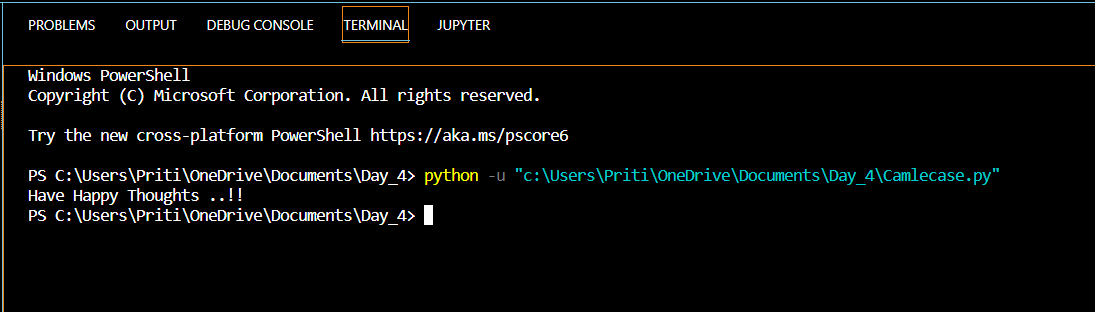 PROBLEMS OUTPUT DEBUG CONSOLE TERMINAL JUPYTER
Windows PowerShell
Copyright (C) Microsoft Corporation. All rights reserved.
Try the new cross-platform PowerShell https://aka.ms/pscore6
PS C:\Users\Priti\OneDrive\Documents\Day_4> python -u "c:\Users\Priti\OneDrive\Documents\Day_4\Camlecase.py"
Have Happy Thoughts ..!!
PS C:\Users\Priti\OneDrive\Documents\Day_4>